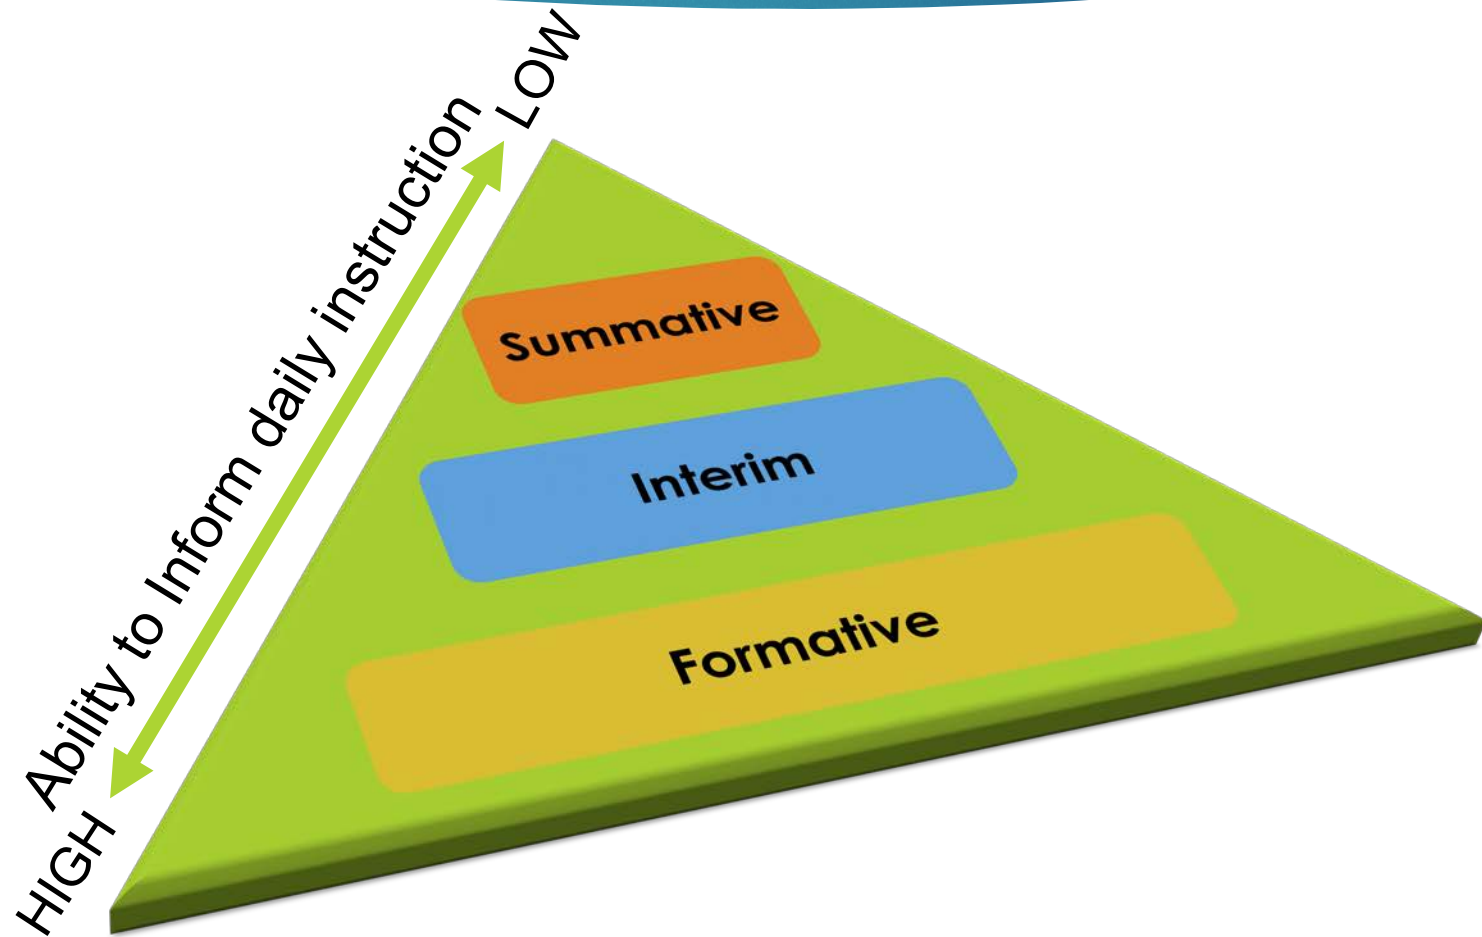 LOW
Ability to Inform daily instruction
HIGH
Summative
Interim
Formative